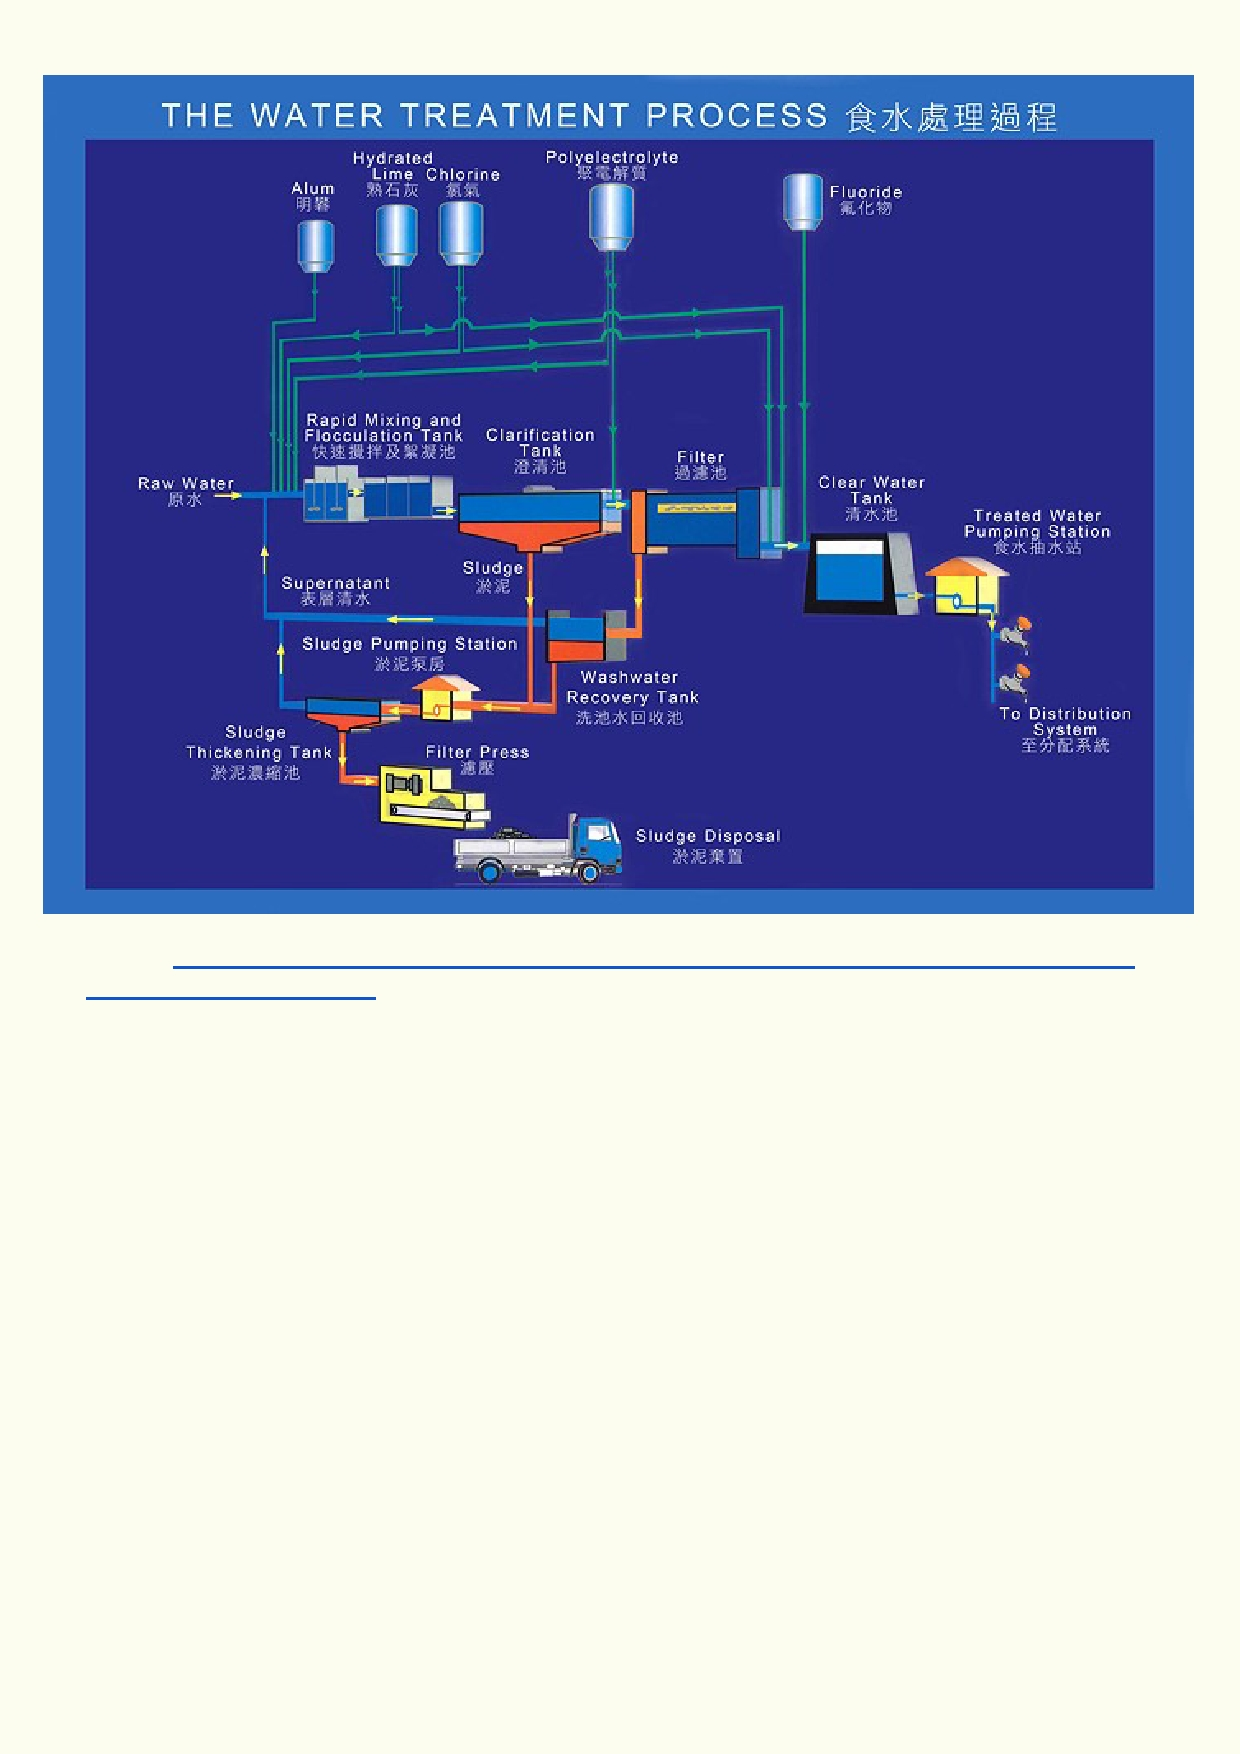 THE WATER TREATMENT PROCESS 食水處理過程
Hydrated
Lime
熟石灰
Chlorine
氯氣
Polyelectrolyte
聚電解質
Alum
明礬
Fluoride
氟化物
Rapid Mixing and
Flocculation Tank
快速攪拌及絮凝池
Clarification
Tank
澄清池
Filter
過濾池
Raw Water
原水
Clear Water
Tank
清水池
Treated Water
Pumping Station
食水抽水站
Sludge
淤泥
Supernatant
表層清水
Sludge Pumping Station
淤泥泵房
Washwater
Recovery Tank
洗池水回收池
To Distribution
System
至分配系統
Sludge
Thickening Tank
淤泥濃縮池
Filter Press
濾壓
Sludge Disposal
淤泥棄置